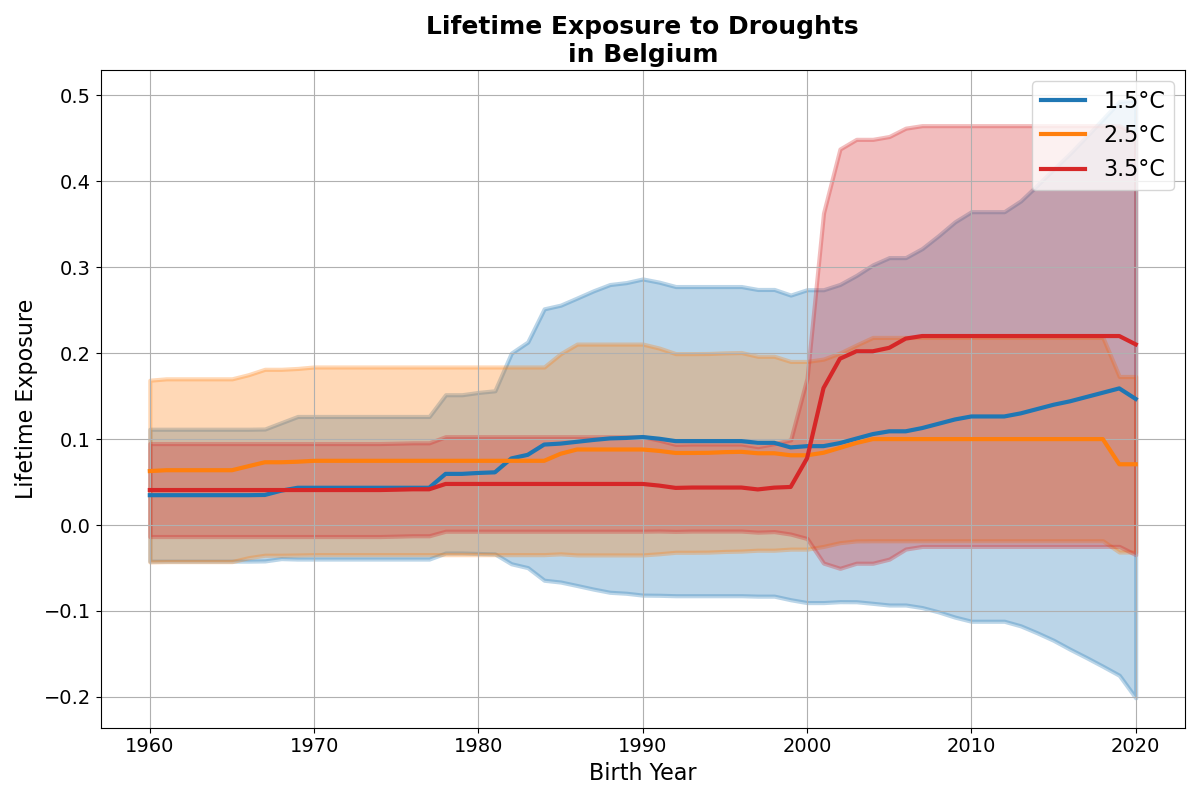 Lifetime Exposure to Droughts
in Belgium
1.5°C
2.5°C
3.5°C
Lifetime Exposure
0.5
0.4
0.3
0.2
0.1
0.0
−0.1
−0.2
1960
1970
1980
1990
2000
2010
2020
Birth Year